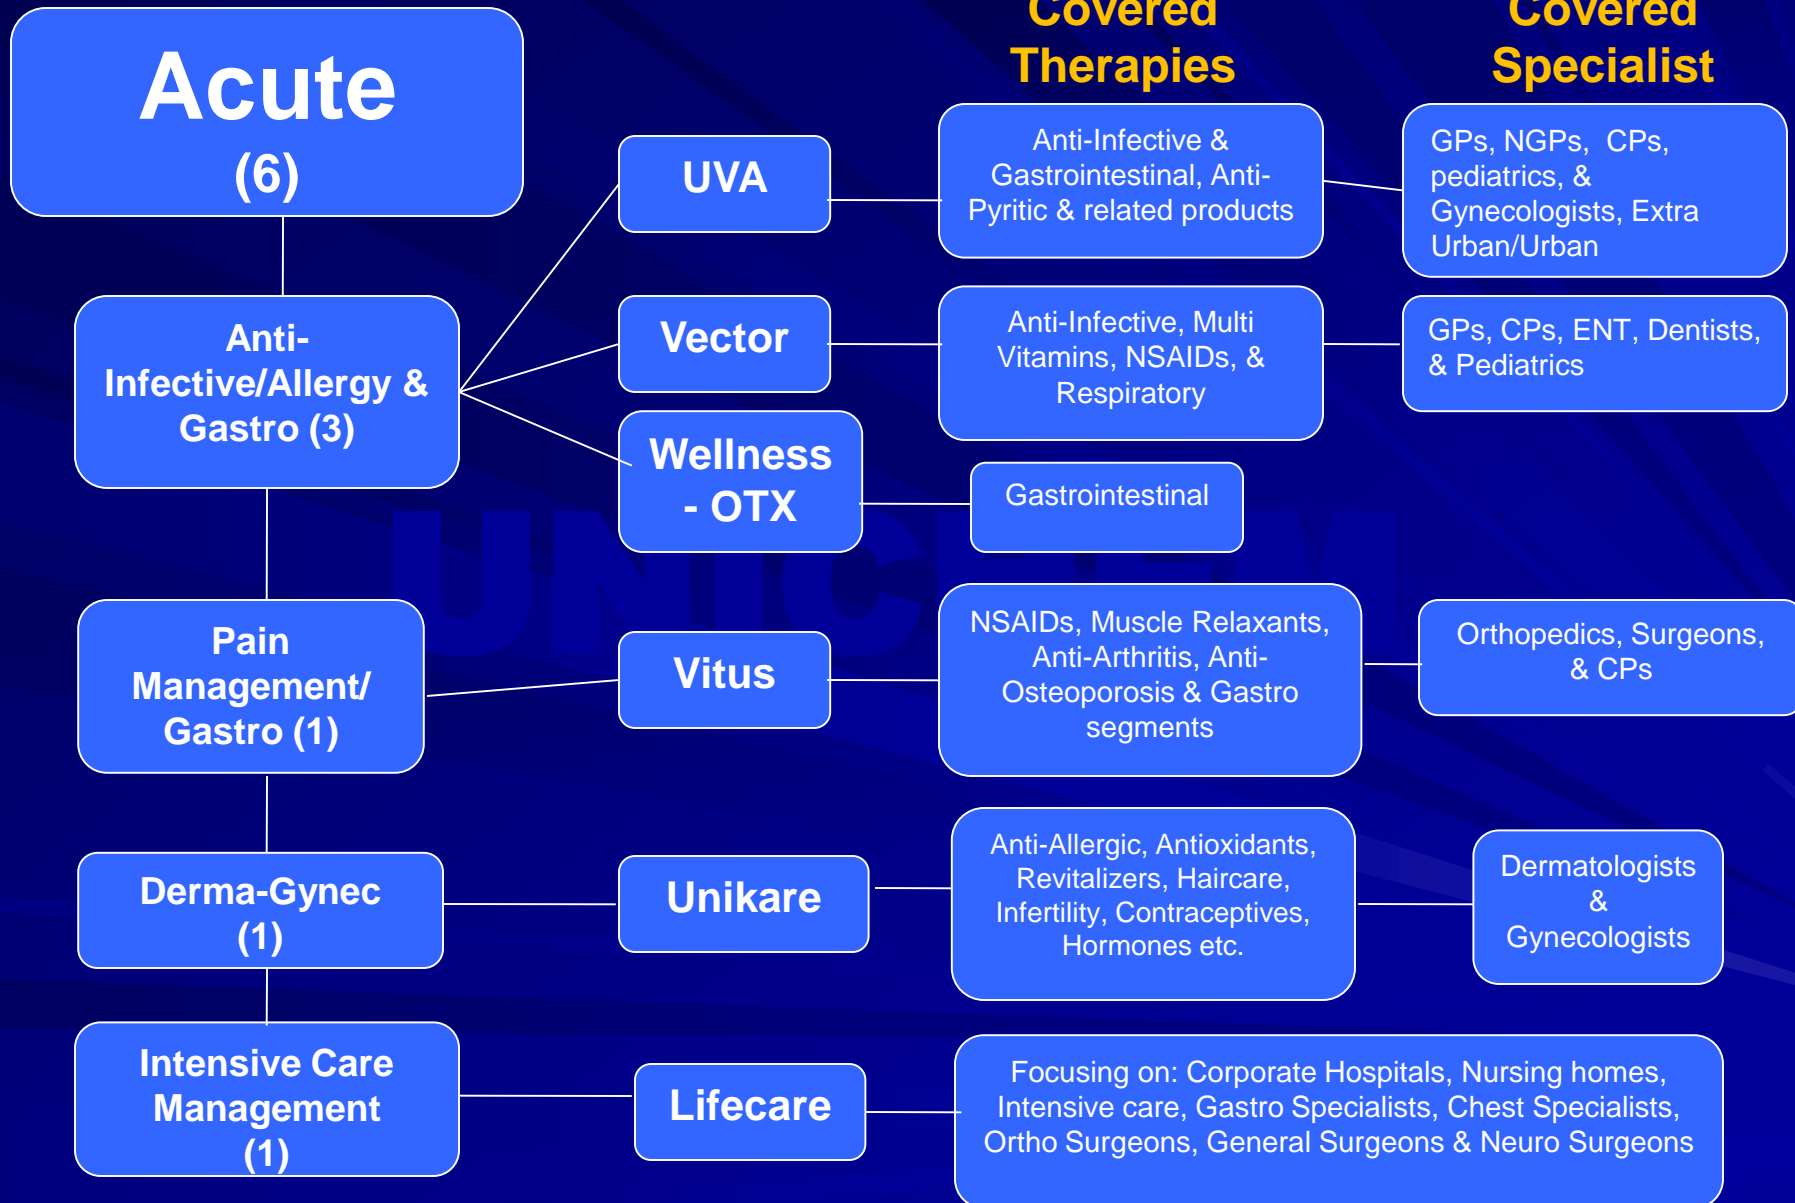 Covered
Therapies
Covered
Specialist
Acute
(6)
UVA
Anti-Infective &
Gastrointestinal, Anti-
Pyritic & related products
GPs, NGPs, CPs,
pediatrics, &
Gynecologists, Extra
Urban/Urban
Anti-
Infective/Allergy &
Gastro (3)
Vector
Anti-Infective, Multi
Vitamins, NSAIDs, &
Respiratory
GPs, CPs, ENT, Dentists,
& Pediatrics
Wellness
- OTX
Gastrointestinal
UNICHEM
Pain
Management/
Gastro (1)
Vitus
NSAIDs, Muscle Relaxants,
Anti-Arthritis, Anti-
Osteoporosis & Gastro
segments
Orthopedics, Surgeons,
& CPs
Derma-Gynec
(1)
Unikare
Anti-Allergic, Antioxidants,
Revitalizers, Haircare,
Infertility, Contraceptives,
Hormones etc.
Dermatologists
&
Gynecologists
Intensive Care
Management
(1)
Lifecare
Focusing on: Corporate Hospitals, Nursing homes,
Intensive care, Gastro Specialists, Chest Specialists,
Ortho Surgeons, General Surgeons & Neuro Surgeons